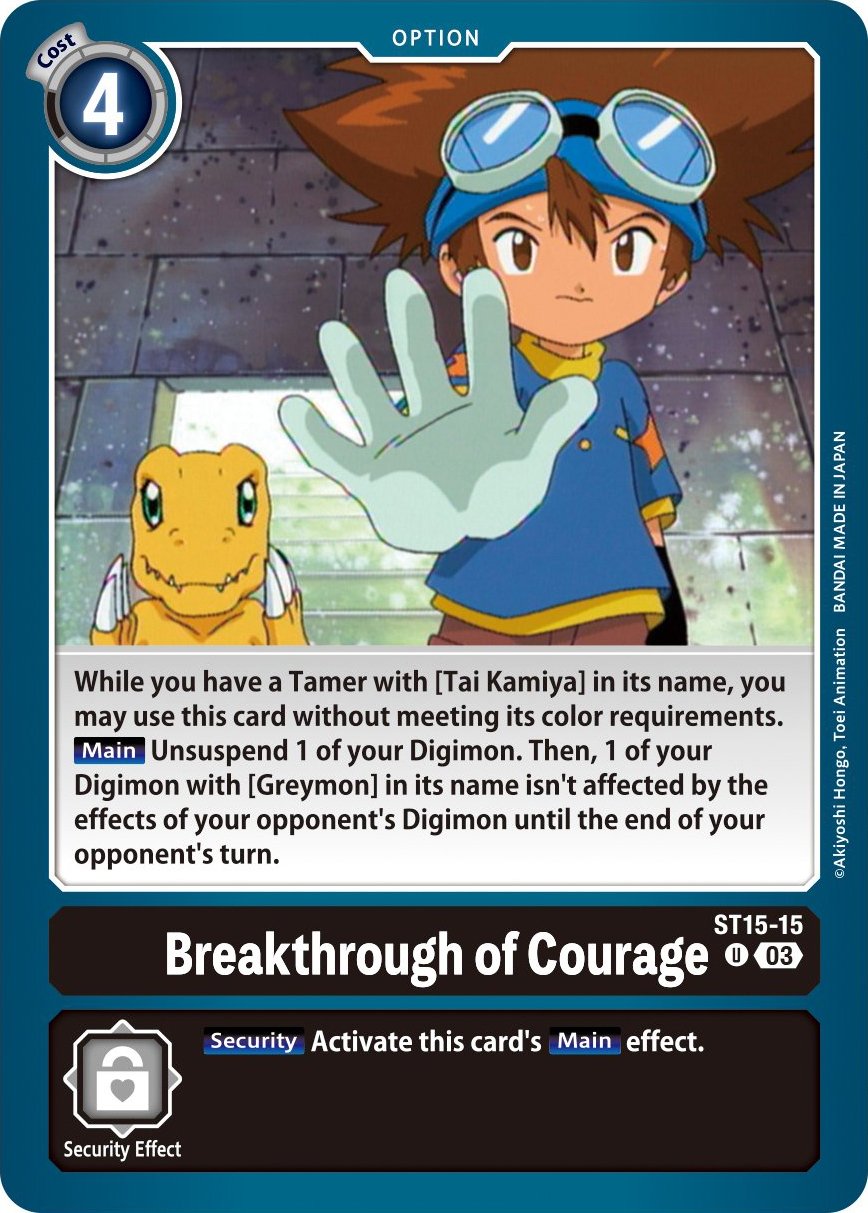 OPTION
Cost
4
While you have a Tamer with [Tai Kamiya] in its name, you
may use this card without meeting its color requirements.
Main Unsuspend 1 of your Digimon. Then, 1 of your
Digimon with [Greymon] in its name isn't affected by the
effects of your opponent's Digimon until the end of your
opponent's turn.
©Akiyoshi Hongo, Toei Animation BANDAI MADE IN JAPAN
ST15-15
Breakthrough of Courage U 03
Security Activate this card's Main effect.
Security Effect